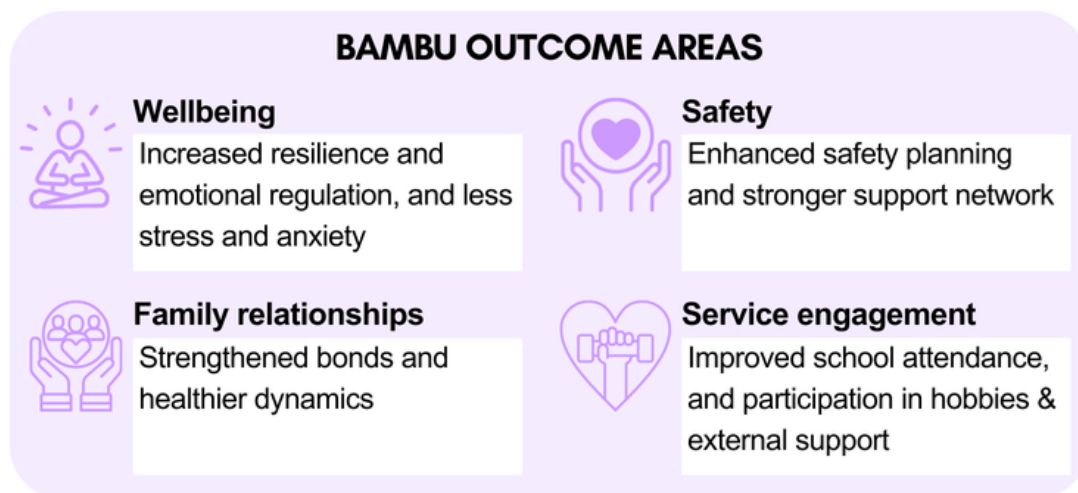 BAMBU OUTCOME AREAS
Wellbeing
Increased resilience and
emotional regulation, and less
stress and anxiety
Safety
Enhanced safety planning
and stronger support network
Family relationships
Strengthened bonds and
healthier dynamics
Service engagement
Improved school attendance,
and participation in hobbies &
external support